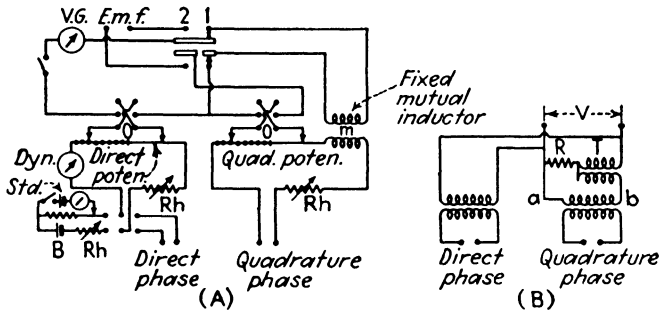 V.G. E.m.f. 2 1
Fixed
mutual
inductor
m
O O
Dyn. Direct
poten.
Quad. poten.
Std.
Rh Rh
B Rh
Direct
phase
Quadrature
phase
(A)
V
R T
a b
Direct
phase
Quadrature
phase
(B)